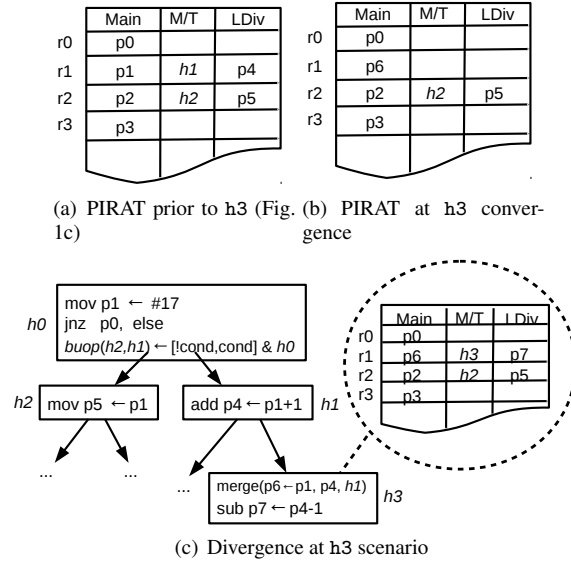 Main M/T LDiv
r0 p0
r1 p1 h1 p4
r2 p2 h2 p5
r3 p3
(a) PIRAT prior to h3 (Fig.
1c)
Main M/T LDiv
r0 p0
r1 p6
r2 p2 h2 p5
r3 p3
(b) PIRAT at h3 conver-
gence
h0
mov p1 ← #17
jnz p0, else
buop(h2,h1) ← [!cond,cond] & h0
h2 mov p5 ← p1
add p4 ← p1+1 h1
... ... ...
merge(p6←p1, p4, h1)
sub p7 ← p4-1
h3
Main M/T LDiv
r0 p0
r1 p6 h3 p7
r2 p2 h2 p5
r3 p3
(c) Divergence at h3 scenario